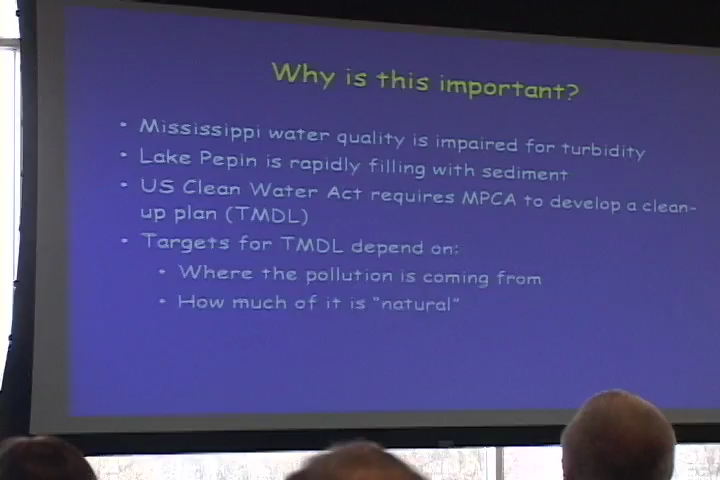 Why is this important?
• Mississippi water quality is impaired for turbidity
• Lake Pepin is rapidly filling with sediment
• US Clean Water Act requires MPCA to develop a clean-
up plan (TMDL)
• Targets for TMDL depend on:
• Where the pollution is coming from
• How much of it is "natural"